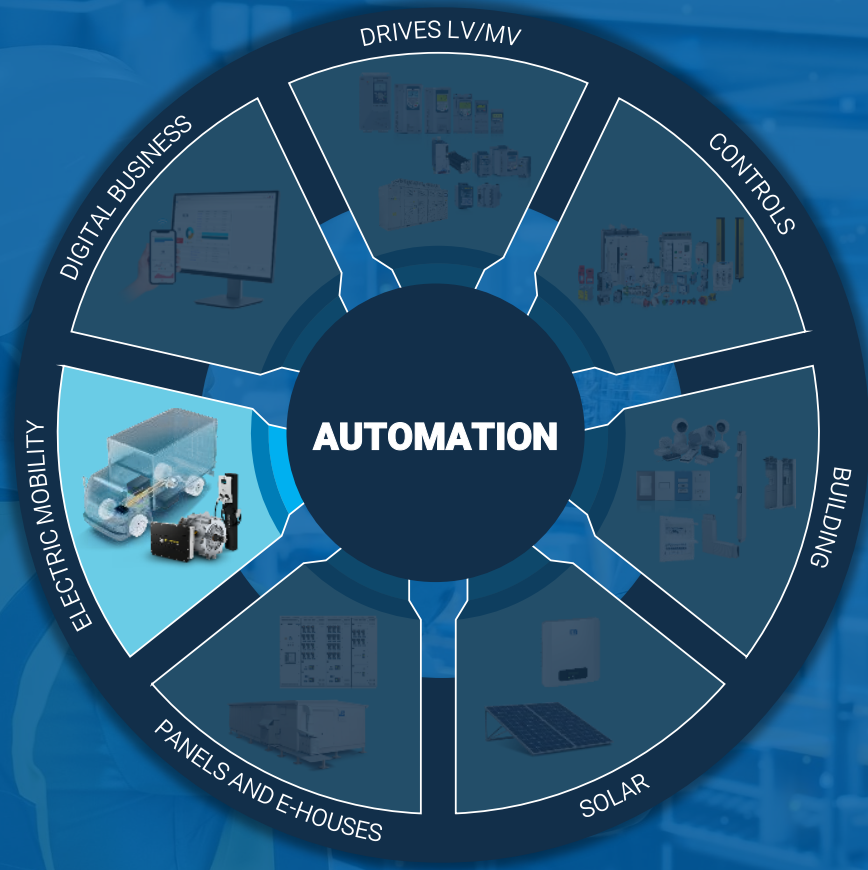 DRIVES LV/MV
CONTROLS
BUILDING
SOLAR
PANELS AND E-HOUSES
ELECTRIC MOBILITY
DIGITAL BUSINESS
AUTOMATION